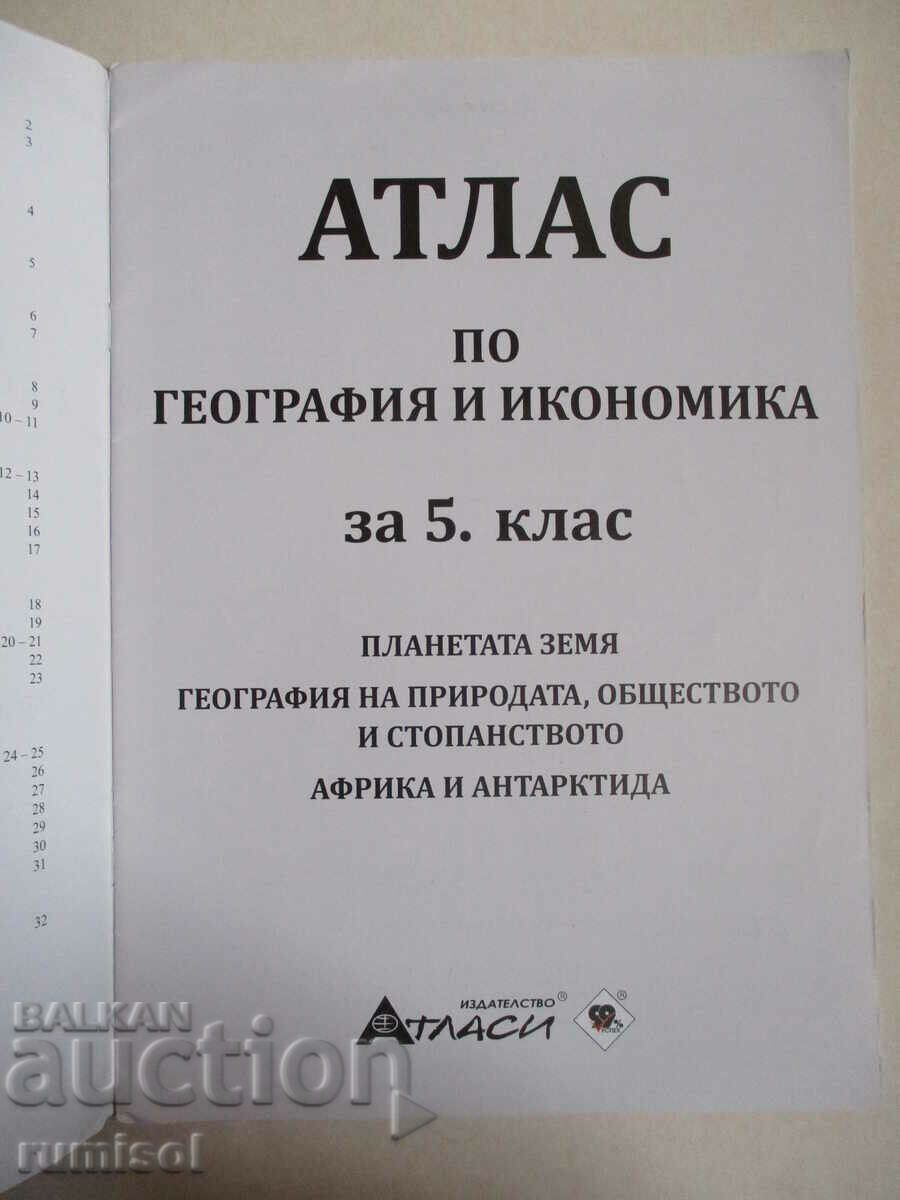 2
3
4
5
6
7
8
9
10 – 11
12 – 13
14
15
16
17
18
19
20 – 21
22
23
24 – 25
26
27
28
29
30
31
32
АТЛАС
ПО
ГЕОГРАФИЯ И ИКОНОМИКА
за 5. клас
ПЛАНЕТАТА ЗЕМЯ
ГЕОГРАФИЯ НА ПРИРОДАТА, ОБЩЕСТВОТО
И СТОПАНСТВОТО
АФРИКА И АНТАРКТИДА
ИЗДАТЕЛСТВО ®
АТЛАСИ
®
99%
УСПЕХ
BALKAN
auction
rumisol